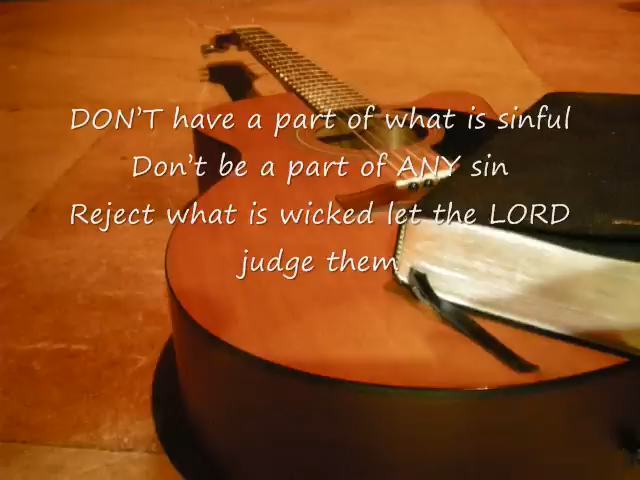 DON'T have a part of what is sinful
Don't be a part of ANY sin
Reject what is wicked let the LORD
judge them